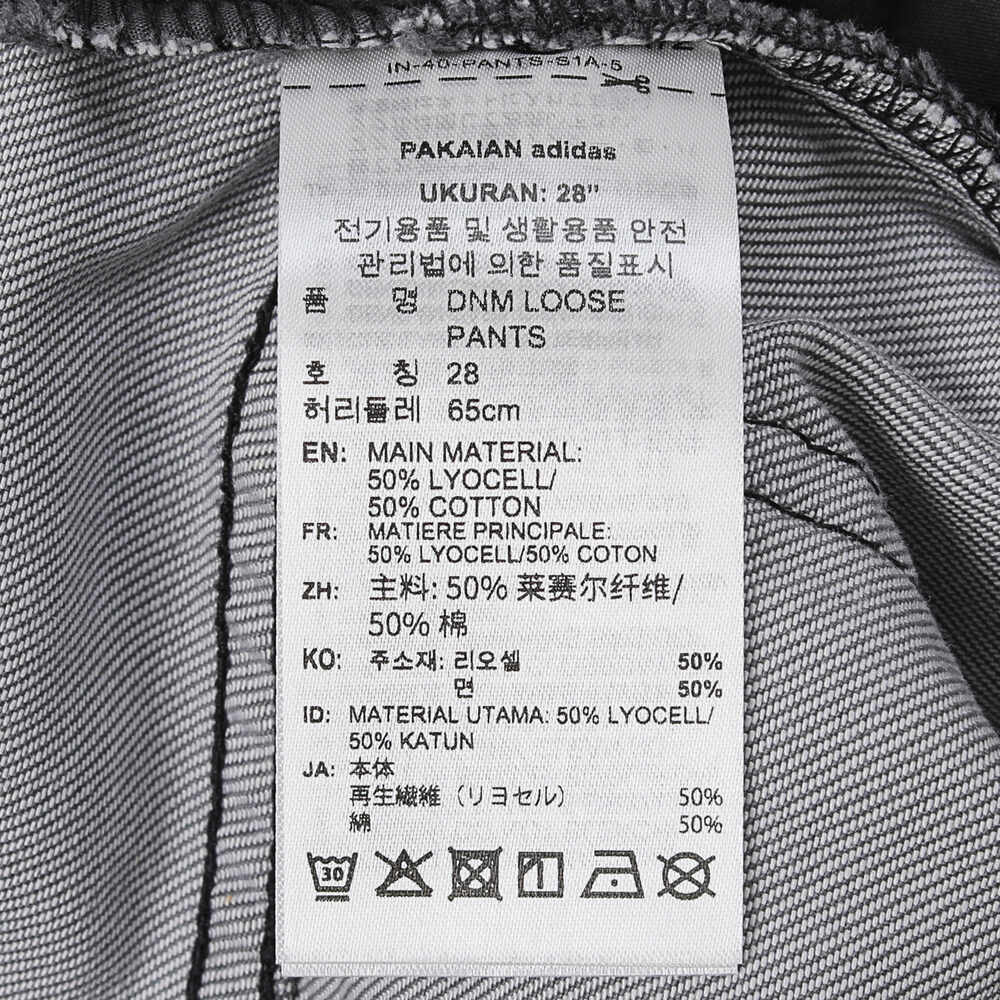 IN-40-PANTS-S1A-5
PAKAIAN adidas
UKURAN: 28"
전기용품 및 생활용품 안전
관리법에 의한 품질표시
품 명 DNM LOOSE
PANTS
호 칭 28
허리둘레 65cm
EN: MAIN MATERIAL:
50% LYOCELL/
50% COTTON
FR: MATIERE PRINCIPALE:
50% LYOCELL/50% COTON
ZH: 主料: 50% 莱赛尔纤维/
50% 棉
KO: 주소재: 리오셀 50%
면 50%
ID: MATERIAL UTAMA: 50% LYOCELL/
50% KATUN
JA: 本体
再生繊維（リヨセル） 50%
綿 50%
30